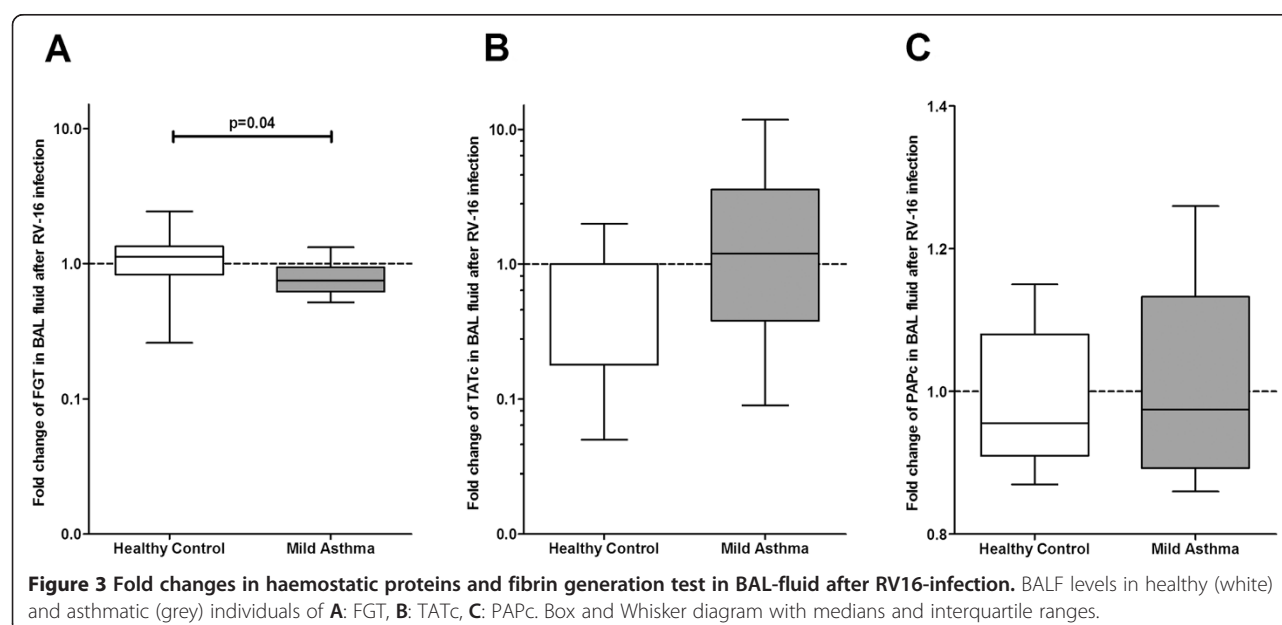 A
B
C
Fold change of FGT in BAL fluid after RV-16 infection
10.0
1.0
0.1
0.0
p=0.04
Healthy Control
Mild Asthma
Fold change of TATc in BAL fluid after RV-16 infection
10.0
1.0
0.1
0.0
Healthy Control
Mild Asthma
Fold change of PAPc in BAL fluid after RV-16 infection
1.4
1.2
1.0
0.8
Healthy Control
Mild Asthma
Figure 3 Fold changes in haemostatic proteins and fibrin generation test in BAL-fluid after RV16-infection. BALF levels in healthy (white)
and asthmatic (grey) individuals of A: FGT, B: TATc, C: PAPc. Box and Whisker diagram with medians and interquartile ranges.